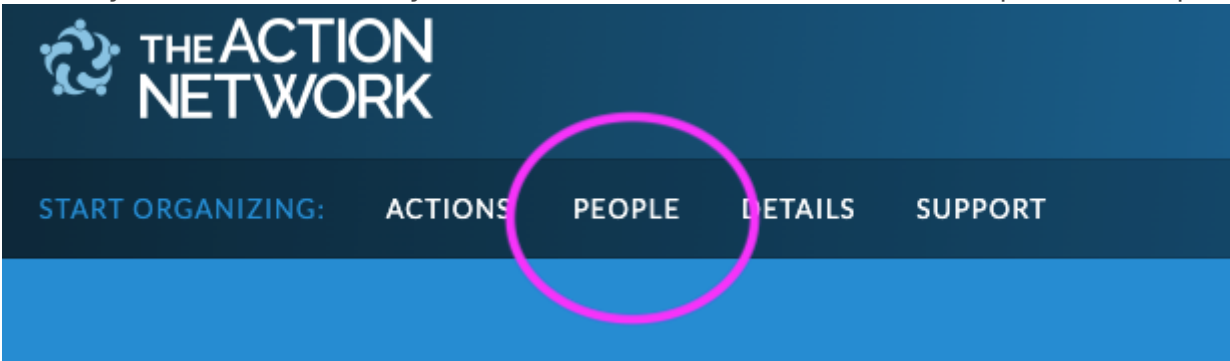 THE ACTION
NETWORK
START ORGANIZING: ACTIONS PEOPLE DETAILS SUPPORT